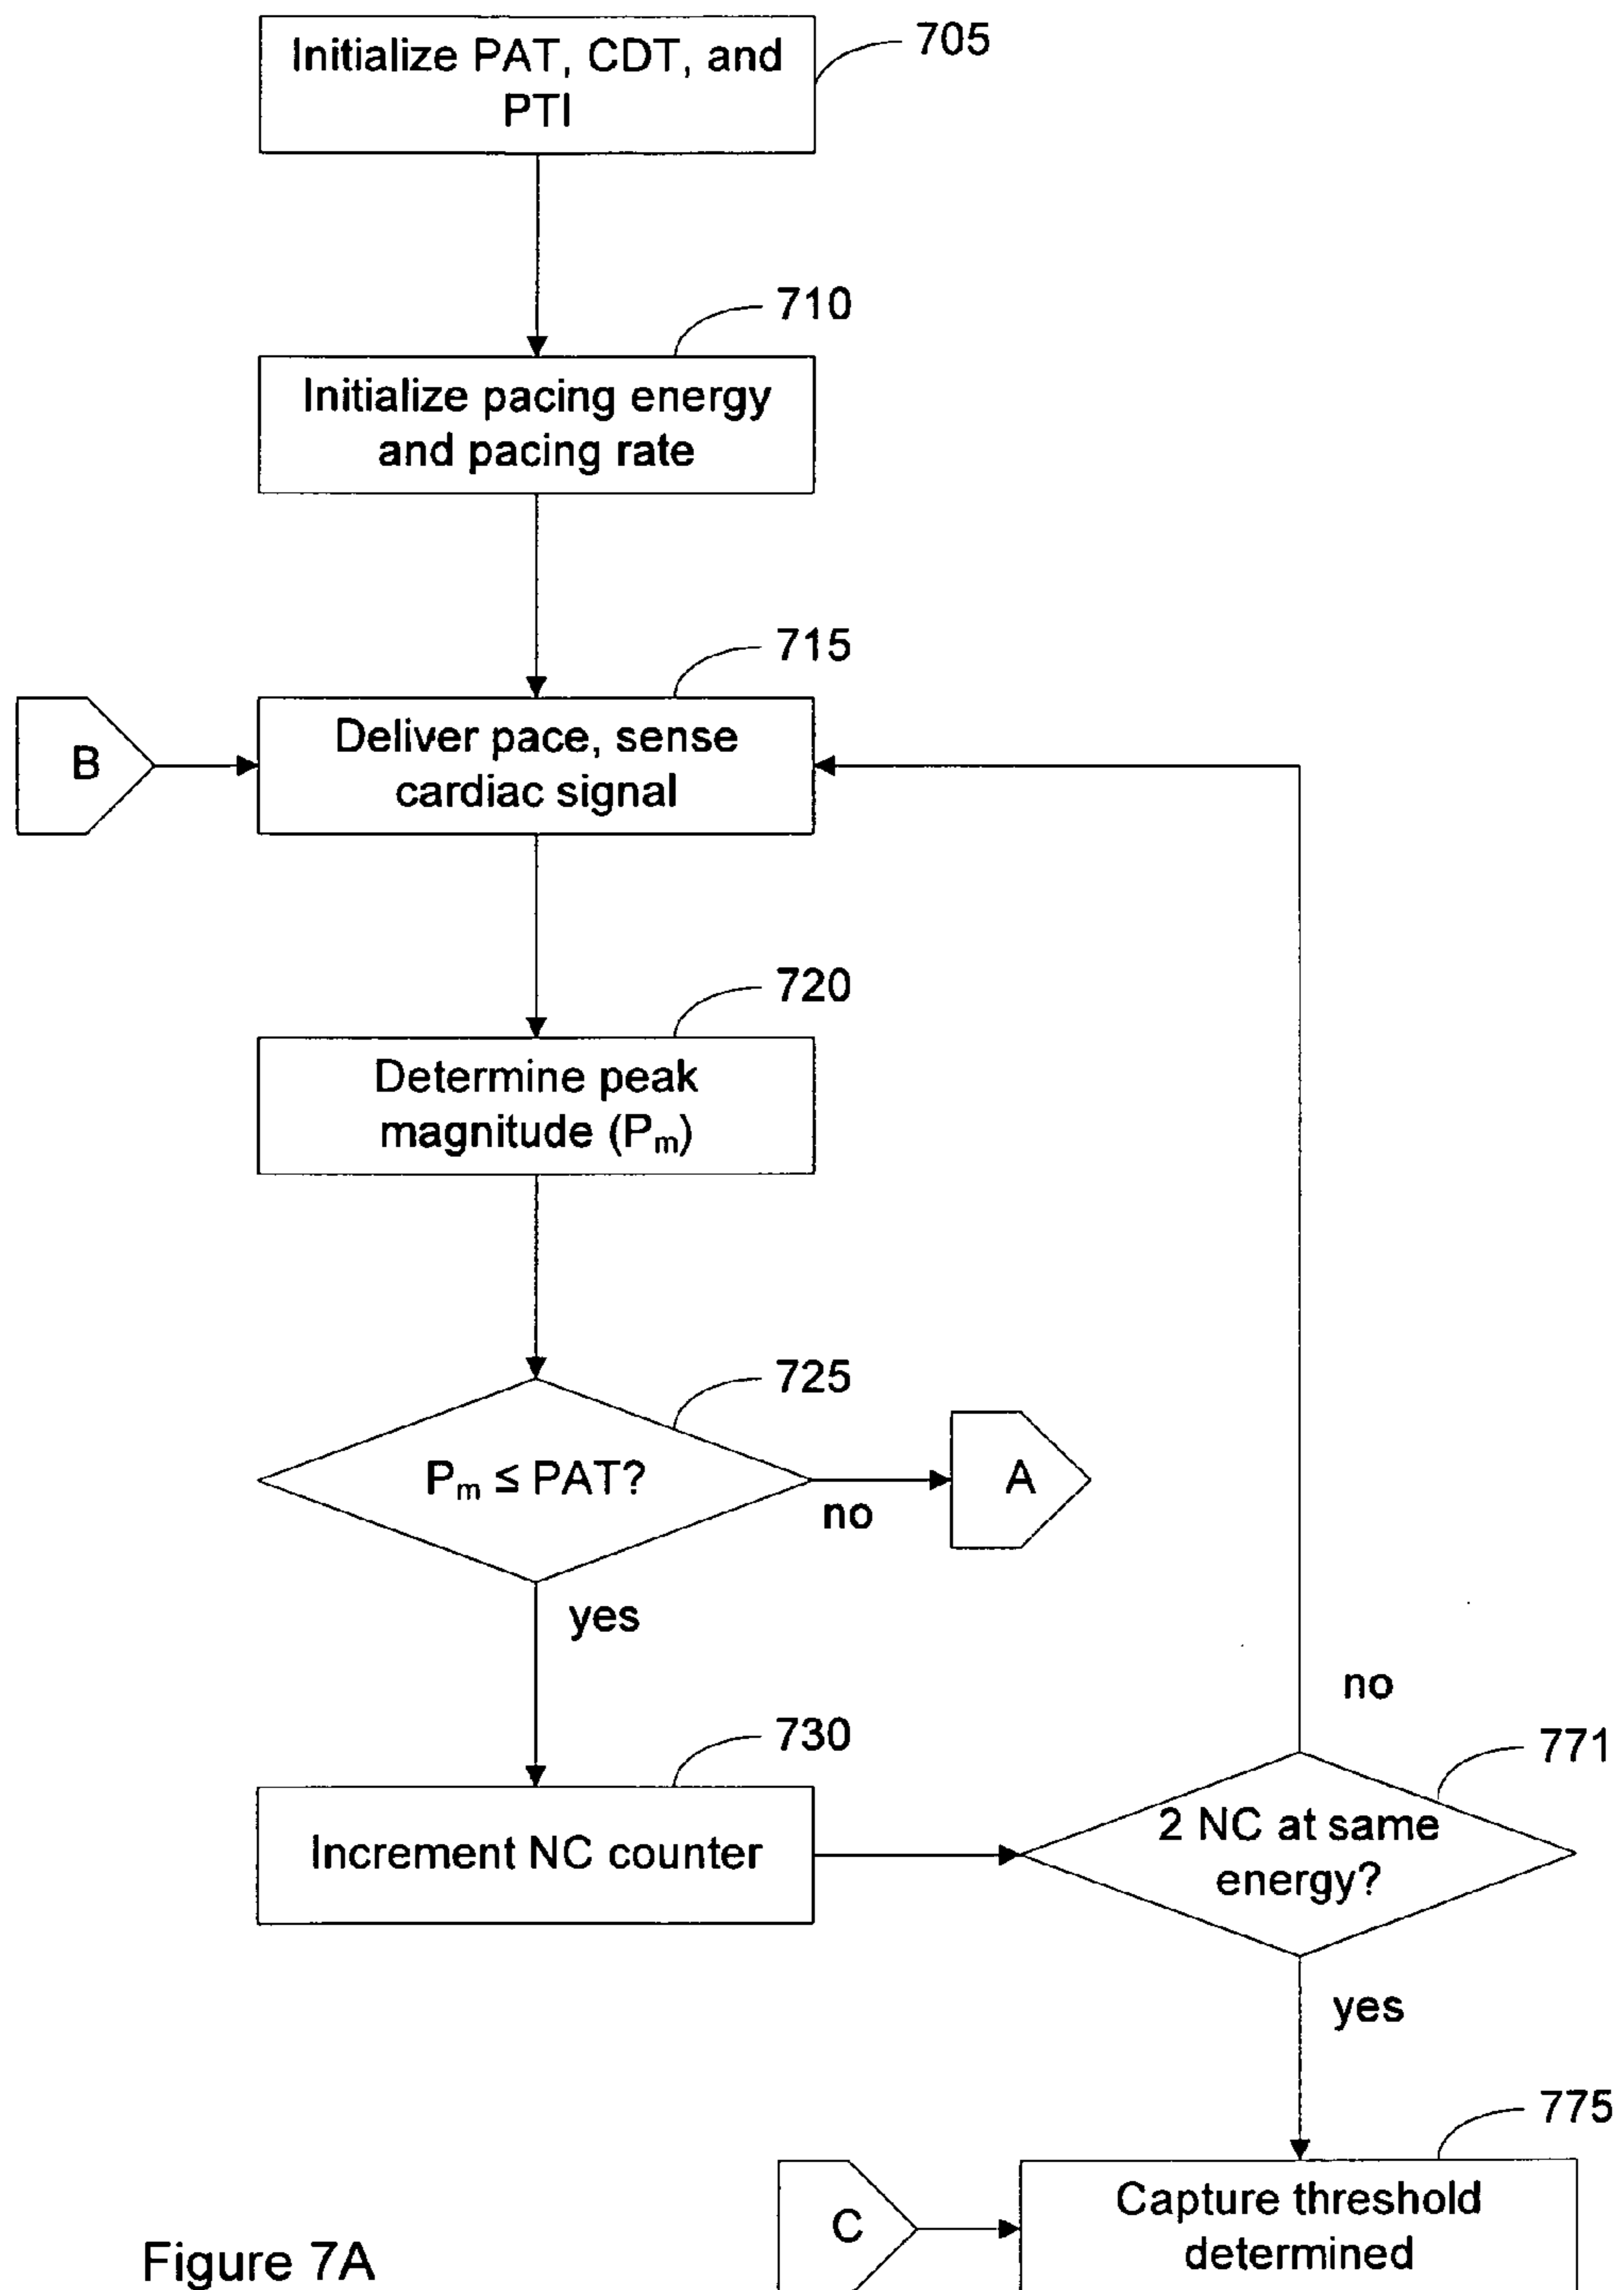 Initialize PAT, CDT, and
PTI
705
710
Initialize pacing energy
and pacing rate
715
B
Deliver pace, sense
cardiac signal
720
Determine peak
magnitude (Pm)
725
Pm ≤ PAT?
no
A
yes
no
730
771
Increment NC counter
2 NC at same
energy?
yes
775
C
Capture threshold
determined
Figure 7A